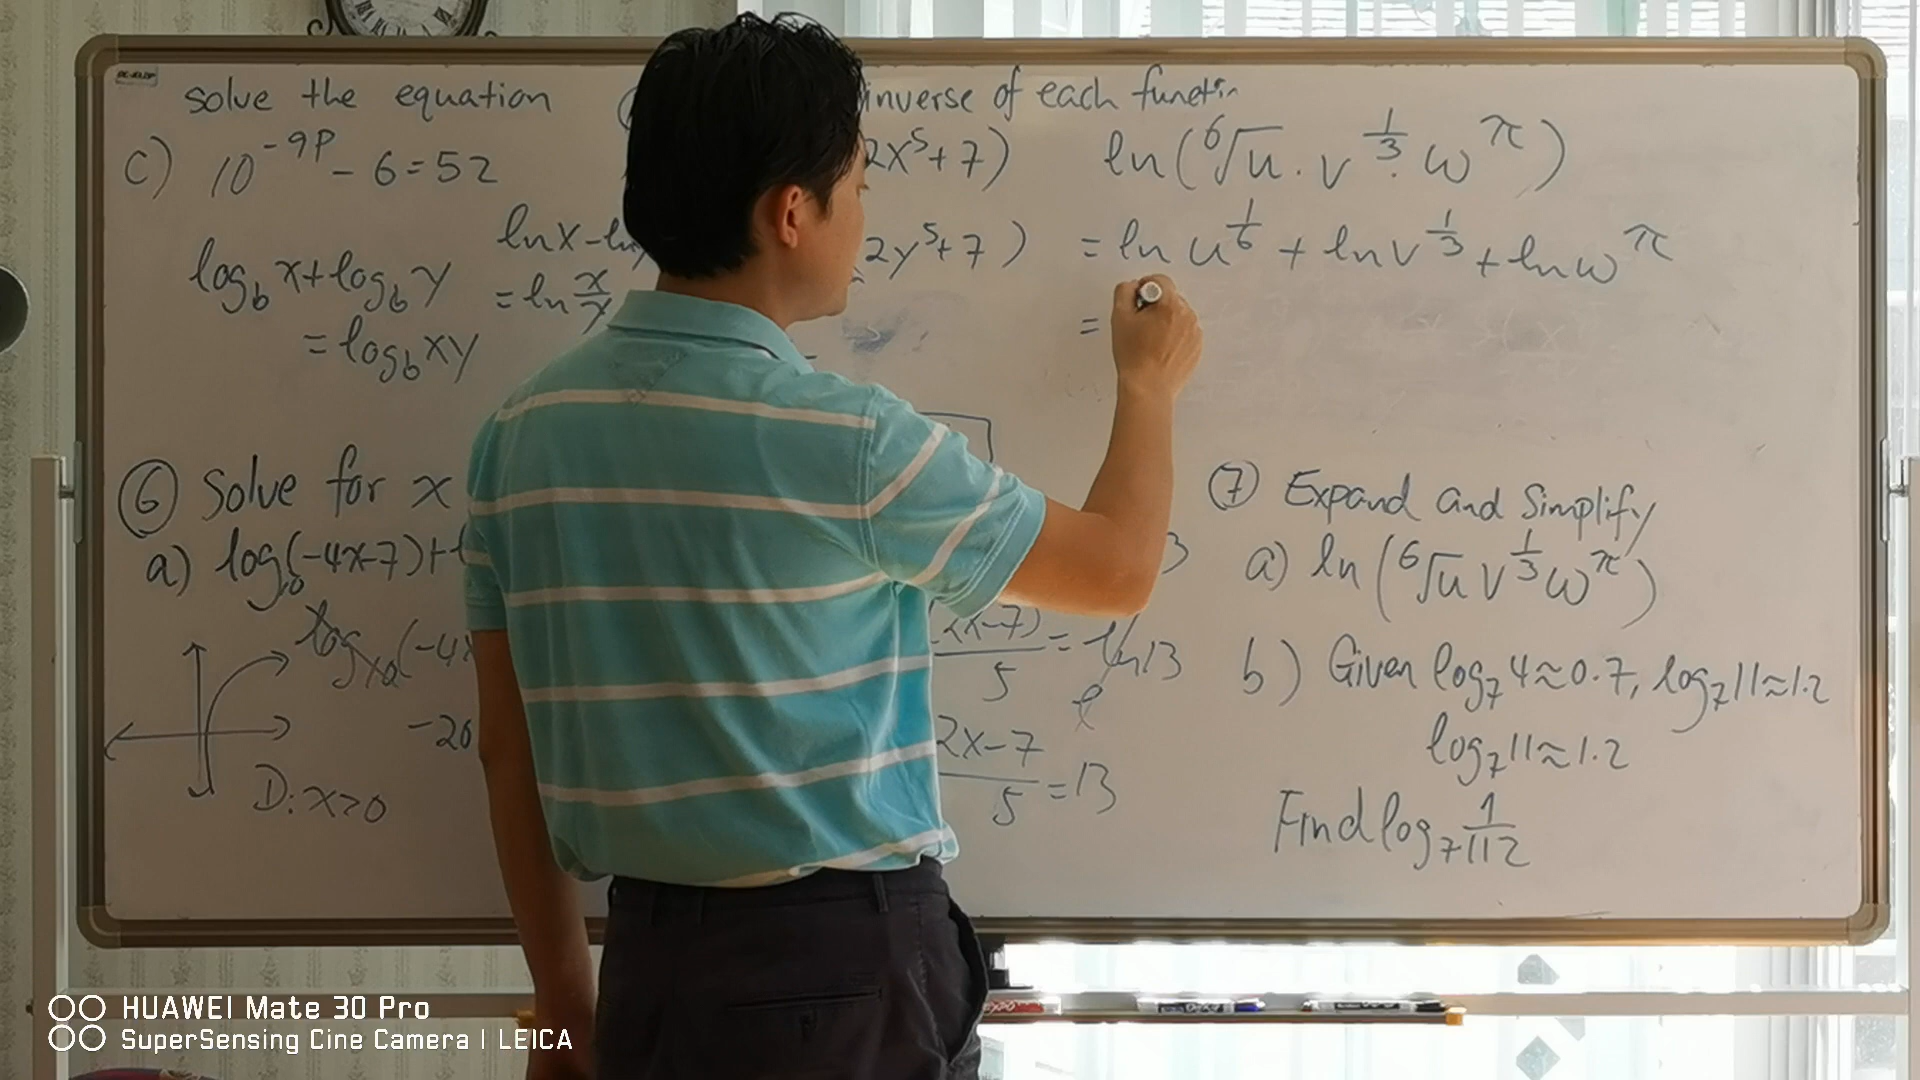 solve the equation
c) 10^{-9p} - 6 = 52
log_b x + log_b y
= log_b xy
ln x - ln y
= ln x/y
⑥ Solve for x
a) log_8(-4x-7)+
(-4x
-20
D: x>0
inverse of each functin
2x^5+7)
2y^5+7)
3
(x-7)/5 = ln 13
e
2x-7/5 = 13
ln(⁶√u · v^{1/3} · w^π)
= ln u^{1/6} + ln v^{1/3} + ln w^π
=
⑦ Expand and Simplify
a) ln(⁶√u v^{1/3} w^π)
b) Given log_7 4≈0.7, log_7 11≈1.2
log_7 11≈1.2
Find log_7 1/112
HUAWEI Mate 30 Pro
SuperSensing Cine Camera | LEICA